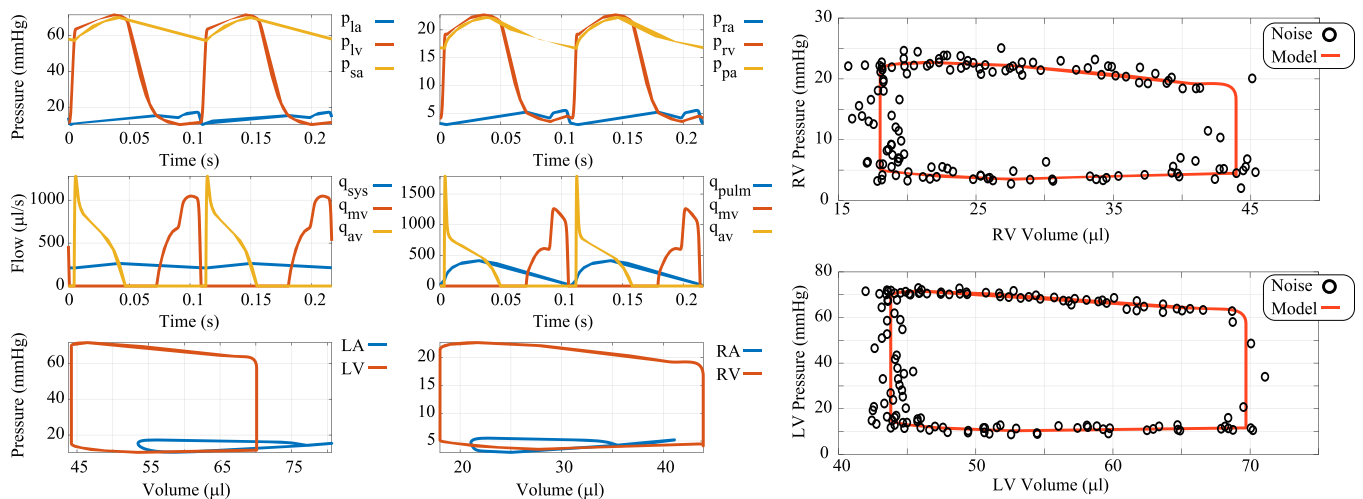 Pressure (mmHg)
60
40
20
0
0.05
0.1
0.15
0.2
Time (s)
p_la
p_lv
p_sa
20
15
10
5
0
0.05
0.1
0.15
0.2
Time (s)
p_ra
p_rv
p_pa
Flow (µl/s)
1000
500
0
0
0.05
0.1
0.15
0.2
Time (s)
q_sys
q_mv
q_av
1500
1000
500
0
0
0.05
0.1
0.15
0.2
Time (s)
q_pulm
q_mv
q_av
Pressure (mmHg)
60
40
20
45
55
65
75
Volume (µl)
LA
LV
20
15
10
5
20
30
40
Volume (µl)
RA
RV
RV Pressure (mmHg)
30
20
10
0
15
25
35
45
RV Volume (µl)
Noise
Model
LV Pressure (mmHg)
80
60
40
20
0
40
50
60
70
LV Volume (µl)
Noise
Model